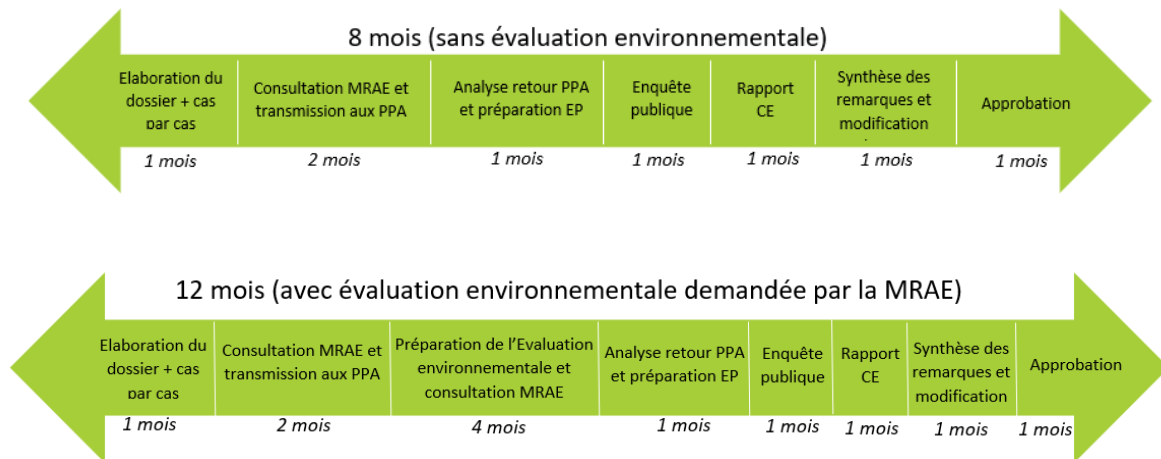 8 mois (sans évaluation environnementale)
Elaboration du
dossier + cas
par cas
Consultation MRAE et
transmission aux PPA
Analyse retour PPA
et préparation EP
Enquête
publique
Rapport
CE
Synthèse des
remarques et
modification
Approbation
1 mois
2 mois
1 mois
1 mois
1 mois
1 mois
1 mois
12 mois (avec évaluation environnementale demandée par la MRAE)
Elaboration du
dossier + cas
par cas
Consultation MRAE et
transmission aux PPA
Préparation de l’Evaluation
environnementale et
consultation MRAE
Analyse retour PPA
et préparation EP
Enquête
publique
Rapport
CE
Synthèse des
remarques et
modification
Approbation
1 mois
2 mois
4 mois
1 mois
1 mois
1 mois
1 mois
1 mois